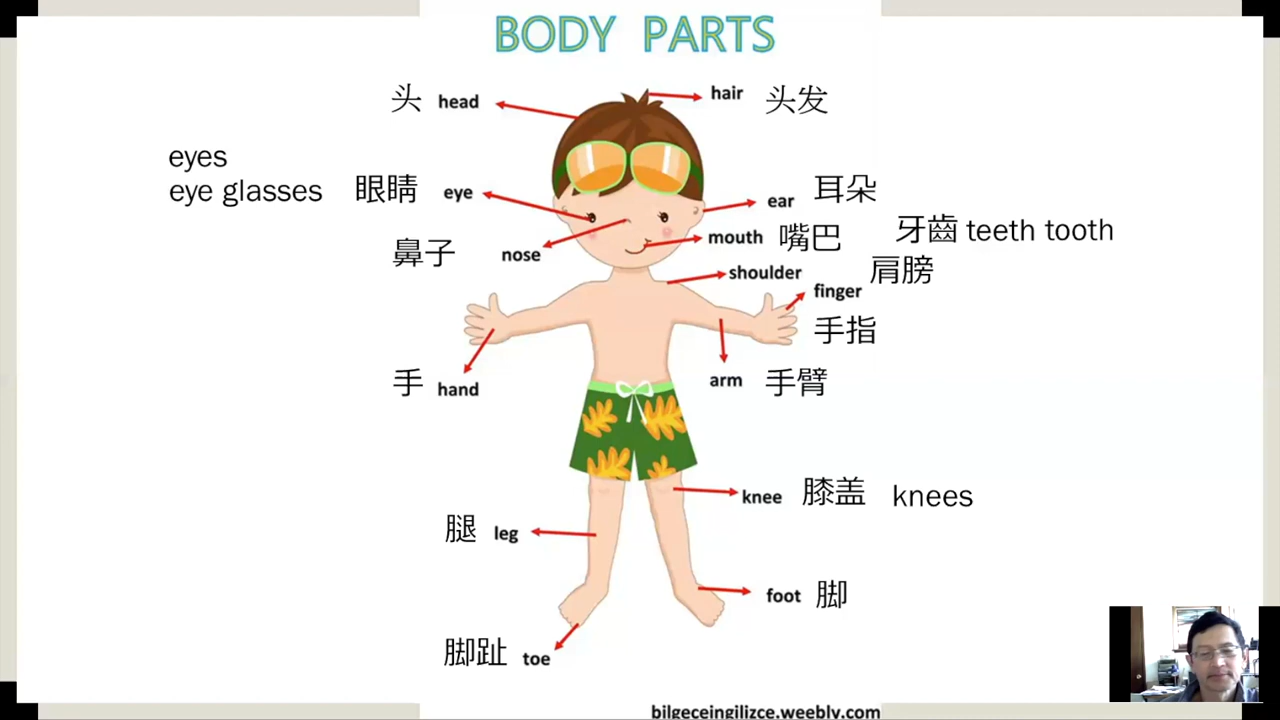 BODY PARTS
头 head
hair 头发
eyes
eye glasses
眼睛 eye
ear 耳朵
鼻子 nose
mouth 嘴巴
牙齒 teeth tooth
shoulder 肩膀
finger
手指
手 hand
arm 手臂
knee 膝盖 knees
腿 leg
foot 脚
脚趾 toe
bilgeceingilizce.weebly.com